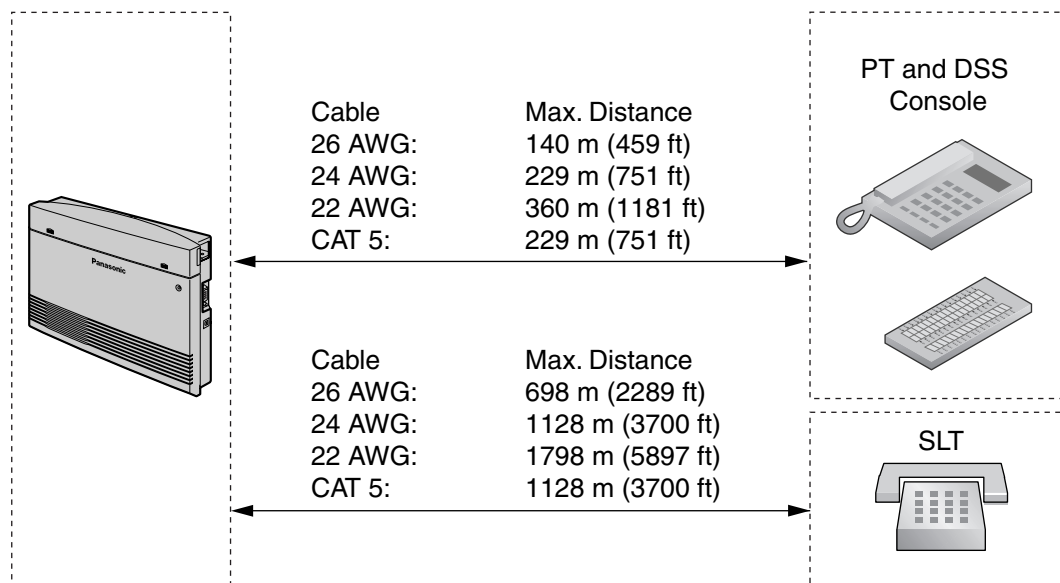 PT and DSS
Console
Cable Max. Distance
26 AWG: 140 m (459 ft)
24 AWG: 229 m (751 ft)
22 AWG: 360 m (1181 ft)
CAT 5: 229 m (751 ft)
Panasonic
Cable Max. Distance
26 AWG: 698 m (2289 ft)
24 AWG: 1128 m (3700 ft)
22 AWG: 1798 m (5897 ft)
CAT 5: 1128 m (3700 ft)
SLT